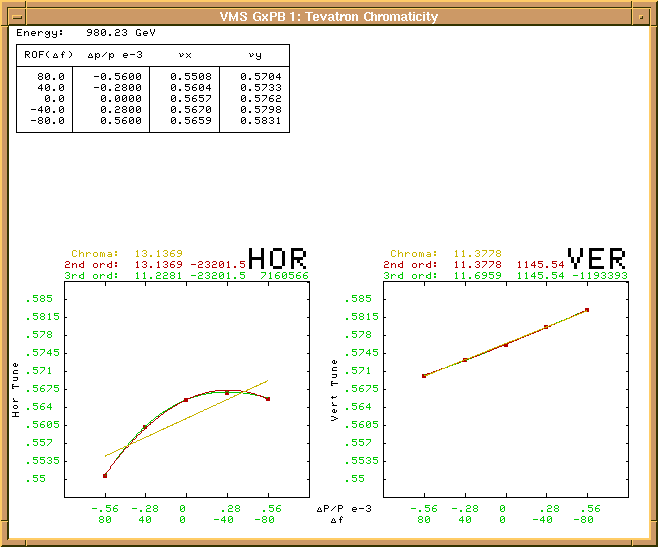 VMS GxPB 1: Tevatron Chromaticity
Energy: 980.23 GeV
ROF(Δf) Δp/p e-3 νx νy
80.0 -0.5600 0.5508 0.5704
40.0 -0.2800 0.5604 0.5733
0.0 0.0000 0.5657 0.5762
-40.0 0.2800 0.5670 0.5798
-80.0 0.5600 0.5659 0.5831
Chroma: 13.1369
2nd ord: 13.1369 -23201.5
3rd ord: 11.2281 -23201.5 7160566
HOR
.585
.5815
.578
.5745
.571
.5675
.564
.5605
.557
.5535
.55
Hor Tune
-.56 -.28 0 .28 .56
80 40 0 -40 -80
ΔP/P e-3
Δf
Chroma: 11.3778
2nd ord: 11.3778 1145.54
3rd ord: 11.6959 1145.54 -1193393
VER
.585
.5815
.578
.5745
.571
.5675
.564
.5605
.557
.5535
.55
Vert Tune
-.56 -.28 0 .28 .56
80 40 0 -40 -80